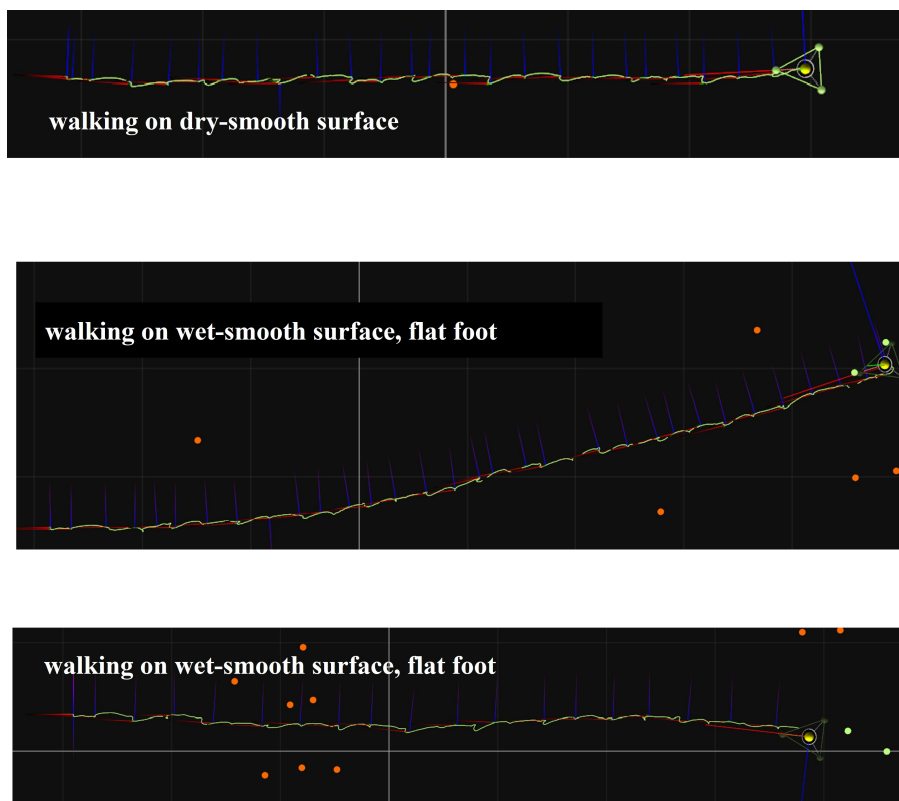 walking on dry-smooth surface
walking on wet-smooth surface, flat foot
walking on wet-smooth surface, flat foot